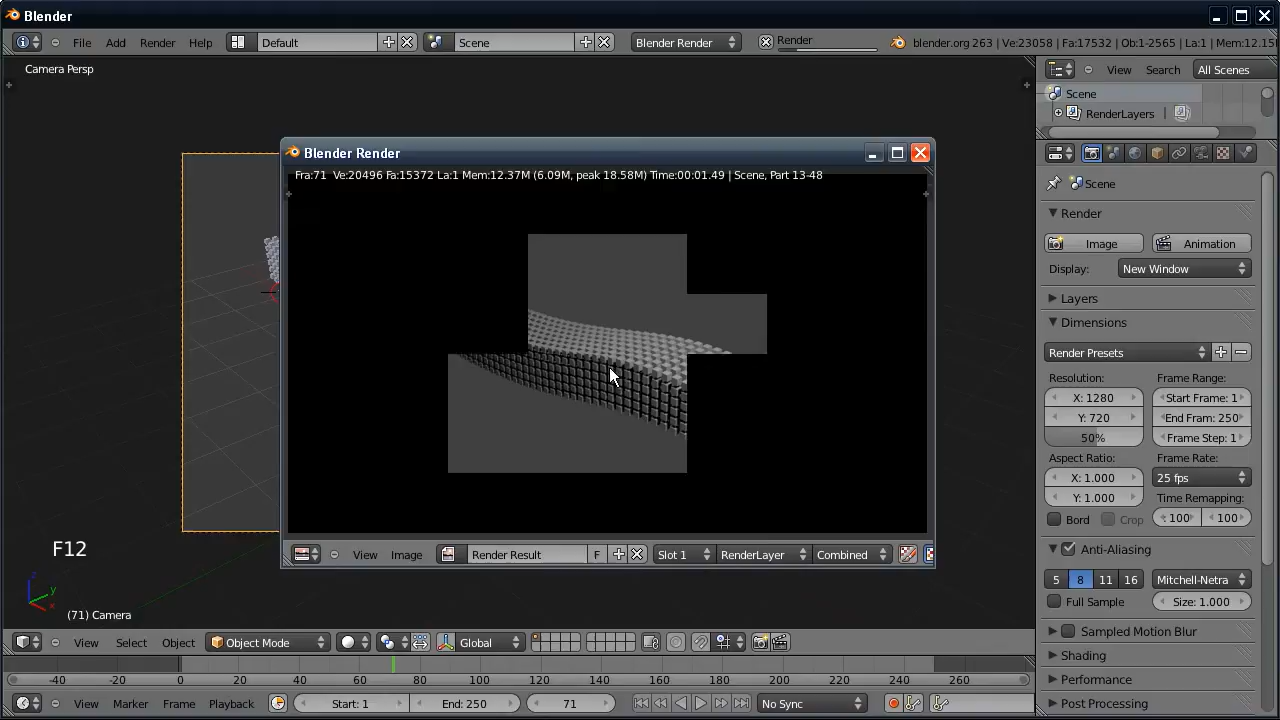 Blender
File Add Render Help Default Scene Blender Render Render blender.org 263 | Ve:23058 | Fa:17532 | Ob:1-2565 | La:1 | Mem:12.15
Camera Persp
View Search All Scenes
Scene
RenderLayers
Blender Render
Fra:71 Ve:20496 Fa:15372 La:1 Mem:12.37M (6.09M, peak 18.58M) Time:00:01.49 | Scene, Part 13-48
Scene
Render
Image Animation
Display: New Window
Layers
Dimensions
Render Presets
Resolution: Frame Range:
X: 1280 Start Frame: 1
Y: 720 End Fram: 250
50% Frame Step: 1
Aspect Ratio: Frame Rate:
X: 1.000 25 fps
Y: 1.000 Time Remapping:
Bord Crop 100 100
Anti-Aliasing
5 8 11 16 Mitchell-Netra
Full Sample Size: 1.000
Sampled Motion Blur
Shading
Performance
Post Processing
F12
View Image Render Result F Slot 1 RenderLayer Combined
z
y
x
(71) Camera
View Select Object Object Mode Global
-40 -20 0 20 40 60 80 100 120 140 160 180 200 220 240 260
View Marker Frame Playback Start: 1 End: 250 71 No Sync